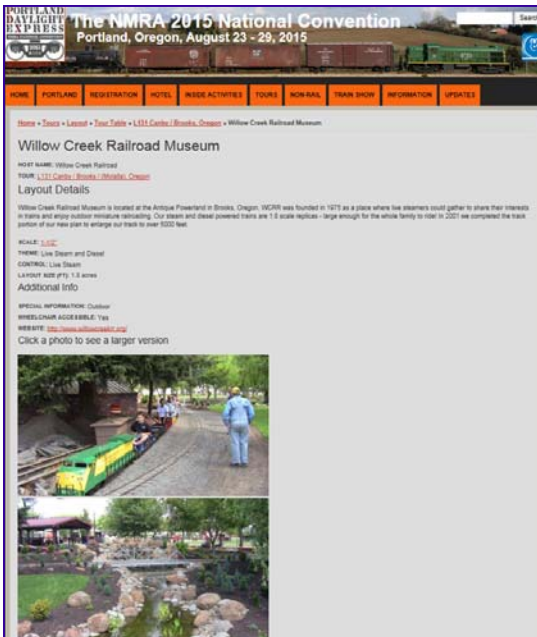 PORTLAND
DAYLIGHT
EXPRESS
The NMRA 2015 National Convention
Portland, Oregon, August 23 - 29, 2015
Searc
HOME PORTLAND REGISTRATION HOTEL INSIDE ACTIVITIES TOURS NON-RAIL TRAIN SHOW INFORMATION UPDATES
Home » Tours » Layout » Tour Table » L131 Canby / Brooks, Oregon » Willow Creek Railroad Museum
Willow Creek Railroad Museum
HOST NAME: Willow Creek Railroad
TOUR: L131 Canby / Brooks / (Molalla), Oregon
Layout Details
Willow Creek Railroad Museum is located at the Antique Powerland in Brooks, Oregon. WCRR was founded in 1975 as a place where live steamers could gather to share their interests
in trains and enjoy outdoor miniature railroading. Our steam and diesel powered trains are 1:8 scale replicas - large enough for the whole family to ride! In 2001 we completed the track
portion of our new plan to enlarge our track to over 5000 feet.
SCALE: 1-1/2"
THEME: Live Steam and Diesel
CONTROL: Live Steam
LAYOUT SIZE (FT): 1.8 acres
Additional Info
SPECIAL INFORMATION: Outdoor
WHEELCHAIR ACCESSIBLE: Yes
WEBSITE: http://www.willowcreekrr.org/
Click a photo to see a larger version